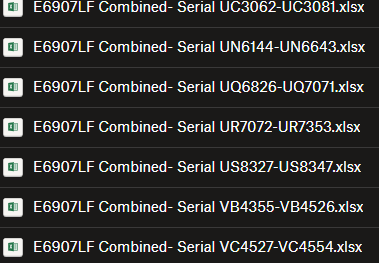 E6907LF Combined- Serial UC3062-UC3081.xlsx
E6907LF Combined- Serial UN6144-UN6643.xlsx
E6907LF Combined- Serial UQ6826-UQ7071.xlsx
E6907LF Combined- Serial UR7072-UR7353.xlsx
E6907LF Combined- Serial US8327-US8347.xlsx
E6907LF Combined- Serial VB4355-VB4526.xlsx
E6907LF Combined- Serial VC4527-VC4554.xlsx